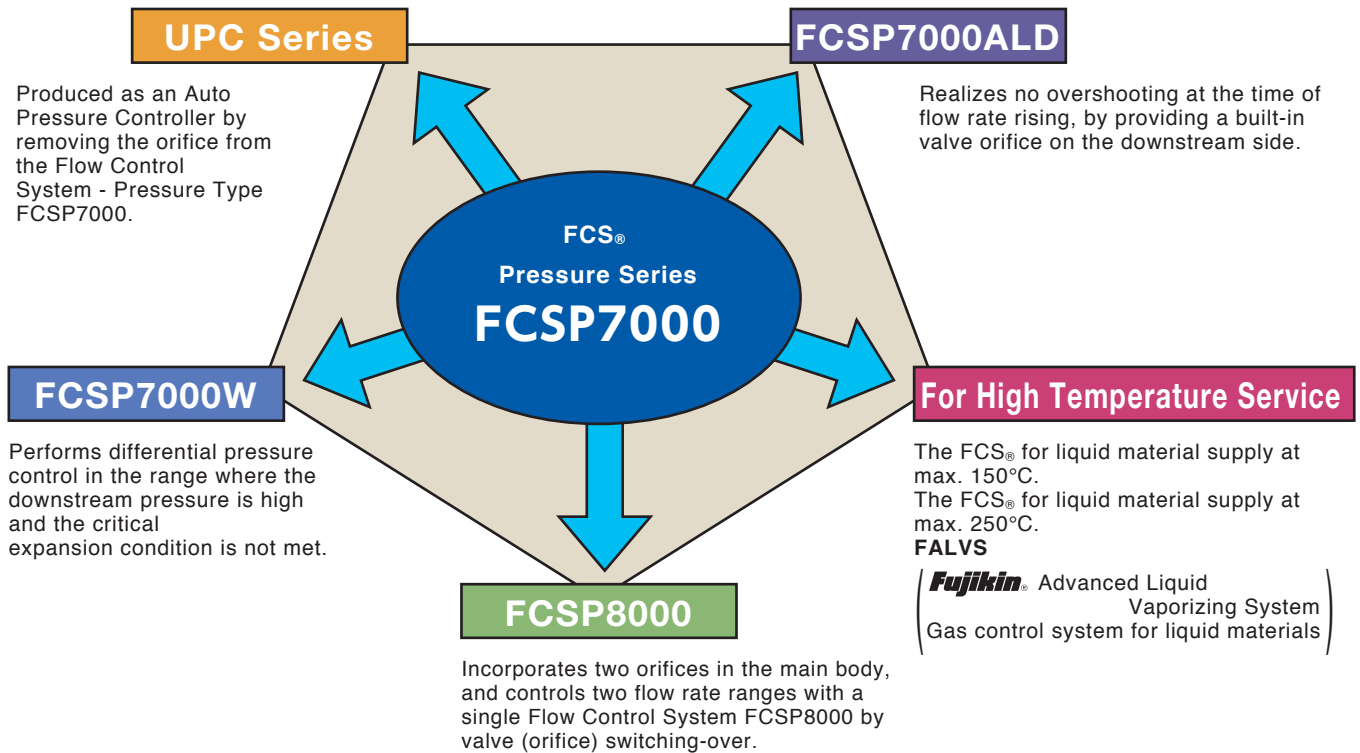 UPC Series
Produced as an Auto
Pressure Controller by
removing the orifice from
the Flow Control
System - Pressure Type
FCSP7000.
FCSP7000ALD
Realizes no overshooting at the time of
flow rate rising, by providing a built-in
valve orifice on the downstream side.
FCS®
Pressure Series
FCSP7000
FCSP7000W
Performs differential pressure
control in the range where the
downstream pressure is high
and the critical
expansion condition is not met.
For High Temperature Service
The FCS® for liquid material supply at
max. 150°C.
The FCS® for liquid material supply at
max. 250°C.
FALVS
Fujikin® Advanced Liquid
Vaporizing System
Gas control system for liquid materials
FCSP8000
Incorporates two orifices in the main body,
and controls two flow rate ranges with a
single Flow Control System FCSP8000 by
valve (orifice) switching-over.